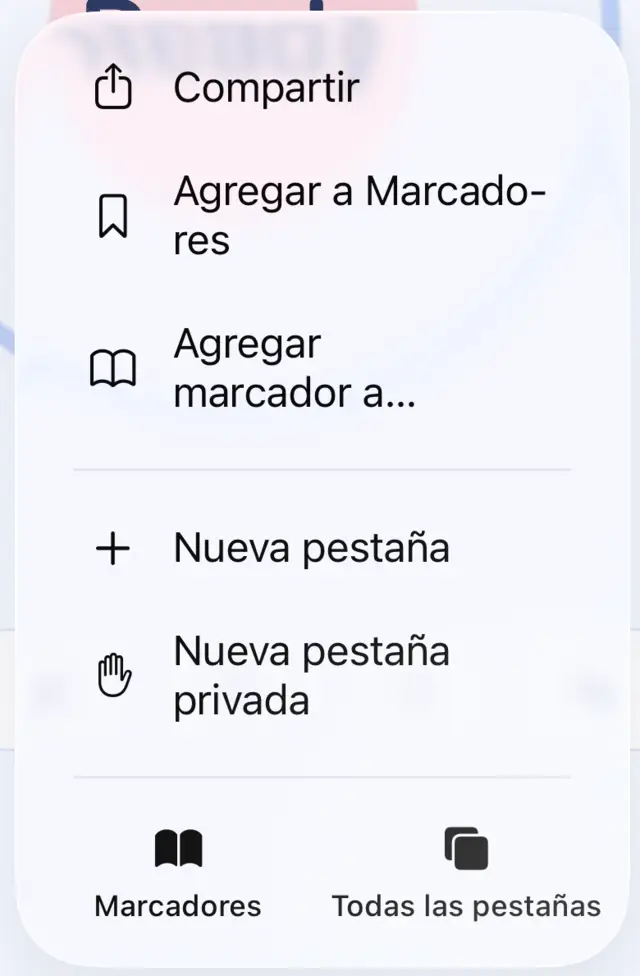 Compartir
Agregar a Marcado-
res
Agregar
marcador a...
Nueva pestaña
Nueva pestaña
privada
Marcadores
Todas las pestañas